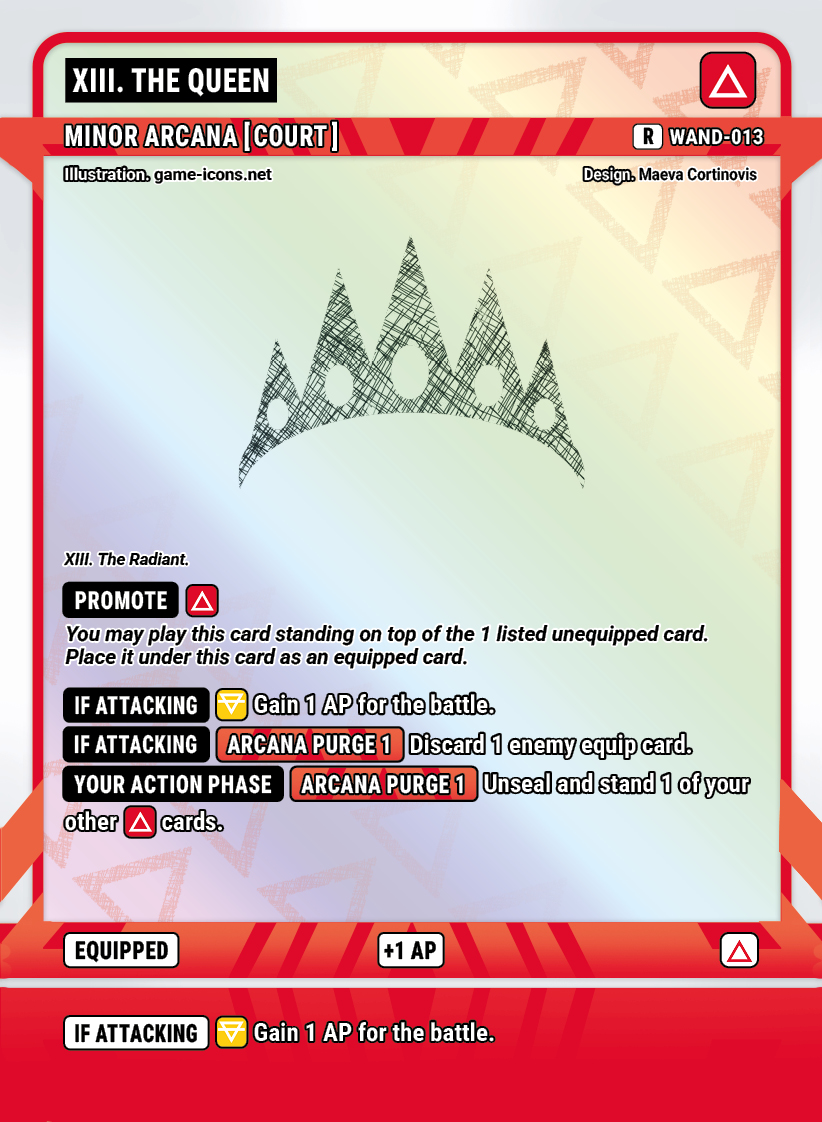 XIII. THE QUEEN
MINOR ARCANA [COURT]
R WAND-013
Illustration. game-icons.net
Design. Maeva Cortinovis
XIII. The Radiant.
PROMOTE
You may play this card standing on top of the 1 listed unequipped card.
Place it under this card as an equipped card.
IF ATTACKING Gain 1 AP for the battle.
IF ATTACKING ARCANA PURGE 1 Discard 1 enemy equip card.
YOUR ACTION PHASE ARCANA PURGE 1 Unseal and stand 1 of your
other cards.
EQUIPPED
+1 AP
IF ATTACKING Gain 1 AP for the battle.